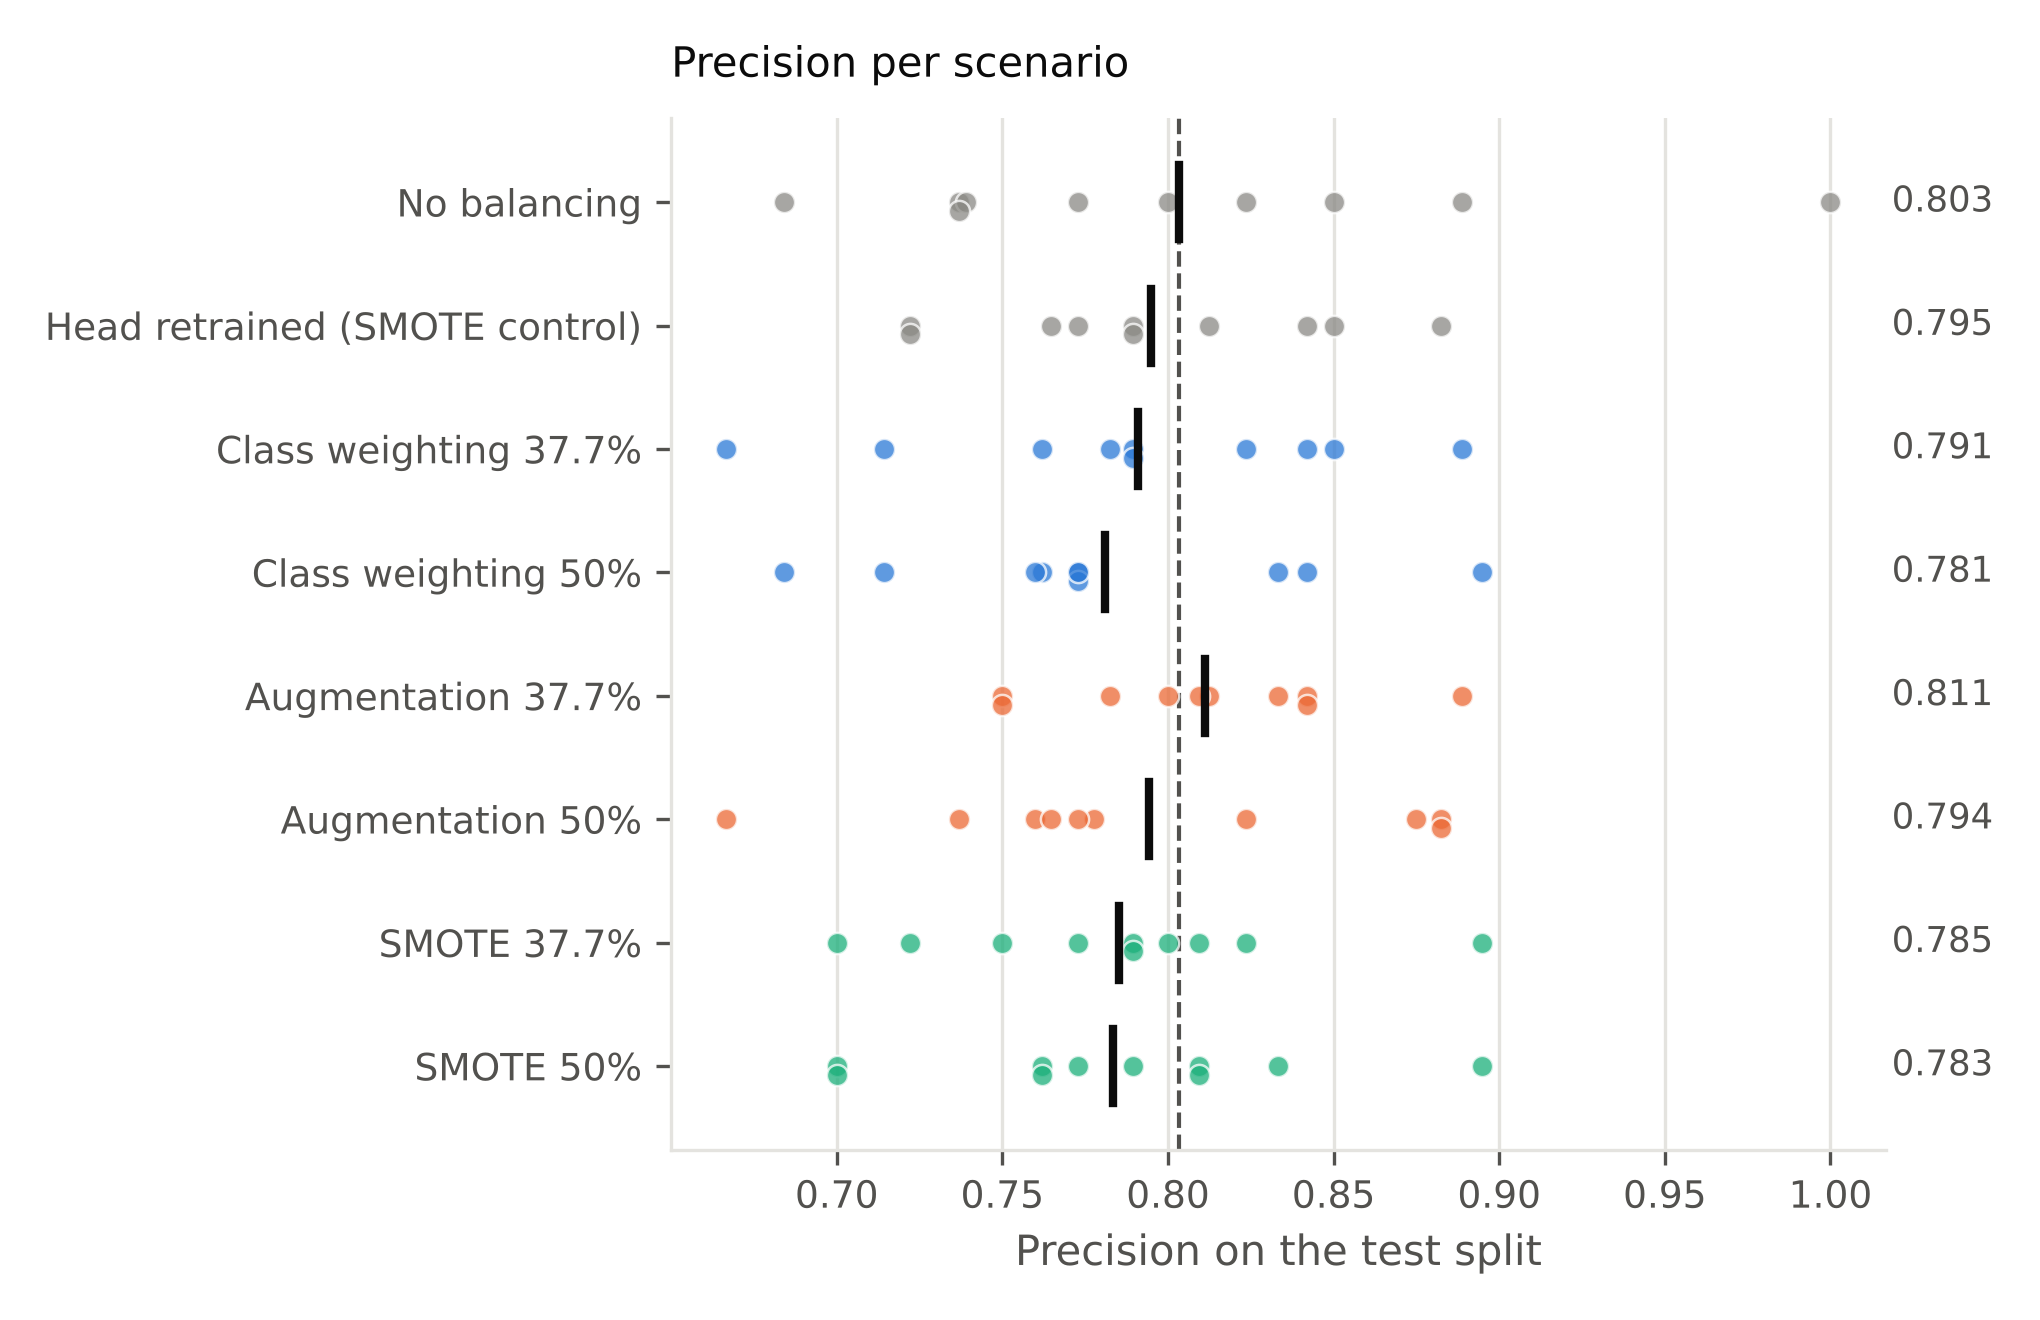 Precision per scenario
No balancing 0.803
Head retrained (SMOTE control) 0.795
Class weighting 37.7% 0.791
Class weighting 50% 0.781
Augmentation 37.7% 0.811
Augmentation 50% 0.794
SMOTE 37.7% 0.785
SMOTE 50% 0.783
0.70 0.75 0.80 0.85 0.90 0.95 1.00
Precision on the test split